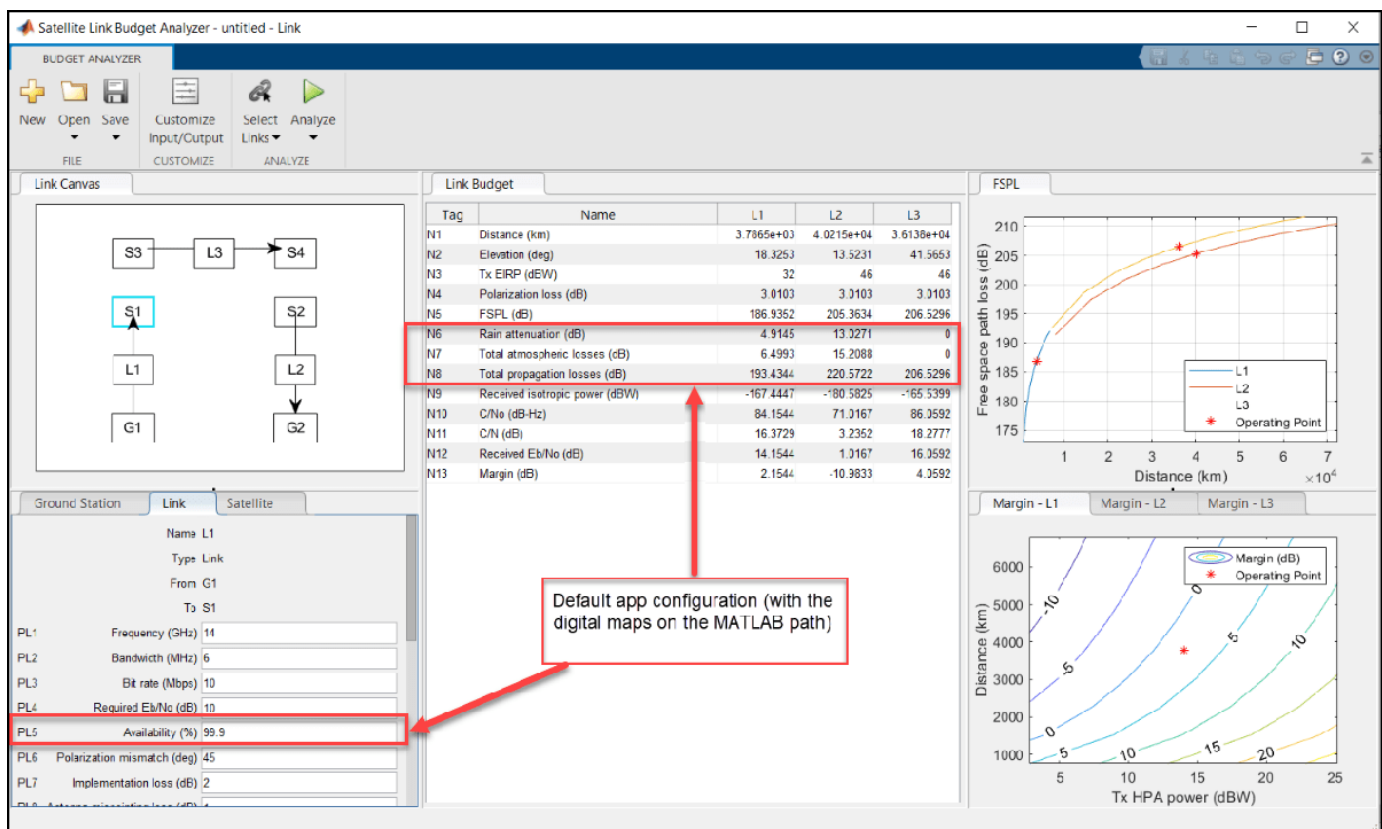 Satellite Link Budget Analyzer - untitled - Link
BUDGET ANALYZER
New Open Save Customize Input/Output Select Links Analyze
FILE CUSTOMIZE ANALYZE
Link Canvas
S3 L3 S4
S1 S2
L1 L2
G1 G2
Link Budget
Tag Name L1 L2 L3
N1 Distance (km) 3.7865e+03 4.0215e+04 3.6138e+04
N2 Elevation (deg) 18.3253 13.5231 41.5653
N3 Tx EIRP (dBW) 32 46 46
N4 Polarization loss (dB) 3.0103 3.0103 3.0103
N5 FSPL (dB) 186.9352 205.3634 206.5296
N6 Rain attenuation (dB) 4.9145 13.0271 0
N7 Total atmospheric losses (dB) 6.4993 15.2088 0
N8 Total propagation losses (dB) 193.4344 220.5722 206.5296
N9 Received isotropic power (dBW) -167.4447 -180.5825 -165.5399
N10 C/No (dB-Hz) 84.1544 71.0167 86.0592
N11 C/N (dB) 16.3729 3.2352 18.2777
N12 Received Eb/No (dB) 14.1544 1.0167 16.0592
N13 Margin (dB) 2.1544 -10.9833 4.0592
Default app configuration (with the
digital maps on the MATLAB path)
Ground Station Link Satellite
Name L1
Type Link
From G1
To S1
PL1 Frequency (GHz) 14
PL2 Bandwidth (MHz) 6
PL3 Bit rate (Mbps) 10
PL4 Required Eb/No (dB) 10
PL5 Availability (%) 99.9
PL6 Polarization mismatch (deg) 45
PL7 Implementation loss (dB) 2
FSPL
Free space path loss (dB)
210
205
200
195
190
185
180
175
L1
L2
L3
Operating Point
1 2 3 4 5 6 7
Distance (km) ×10⁴
Margin - L1 Margin - L2 Margin - L3
Margin (dB)
Operating Point
Distance (km)
6000
5000
4000
3000
2000
1000
-10 0
-5 5 10
0 5 10 15 20
5 10 15 20 25
Tx HPA power (dBW)